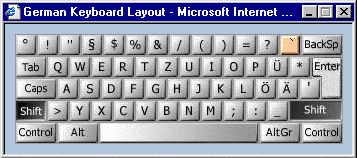 German Keyboard Layout - Microsoft Internet ...
° ! " § $ % & / ( ) = ? ` BackSp
Tab Q W E R T Z U I O P Ü * Enter
Caps A S D F G H J K L Ö Ä '
Shift > Y X C V B N M ; : _ Shift
Control Alt AltGr Control